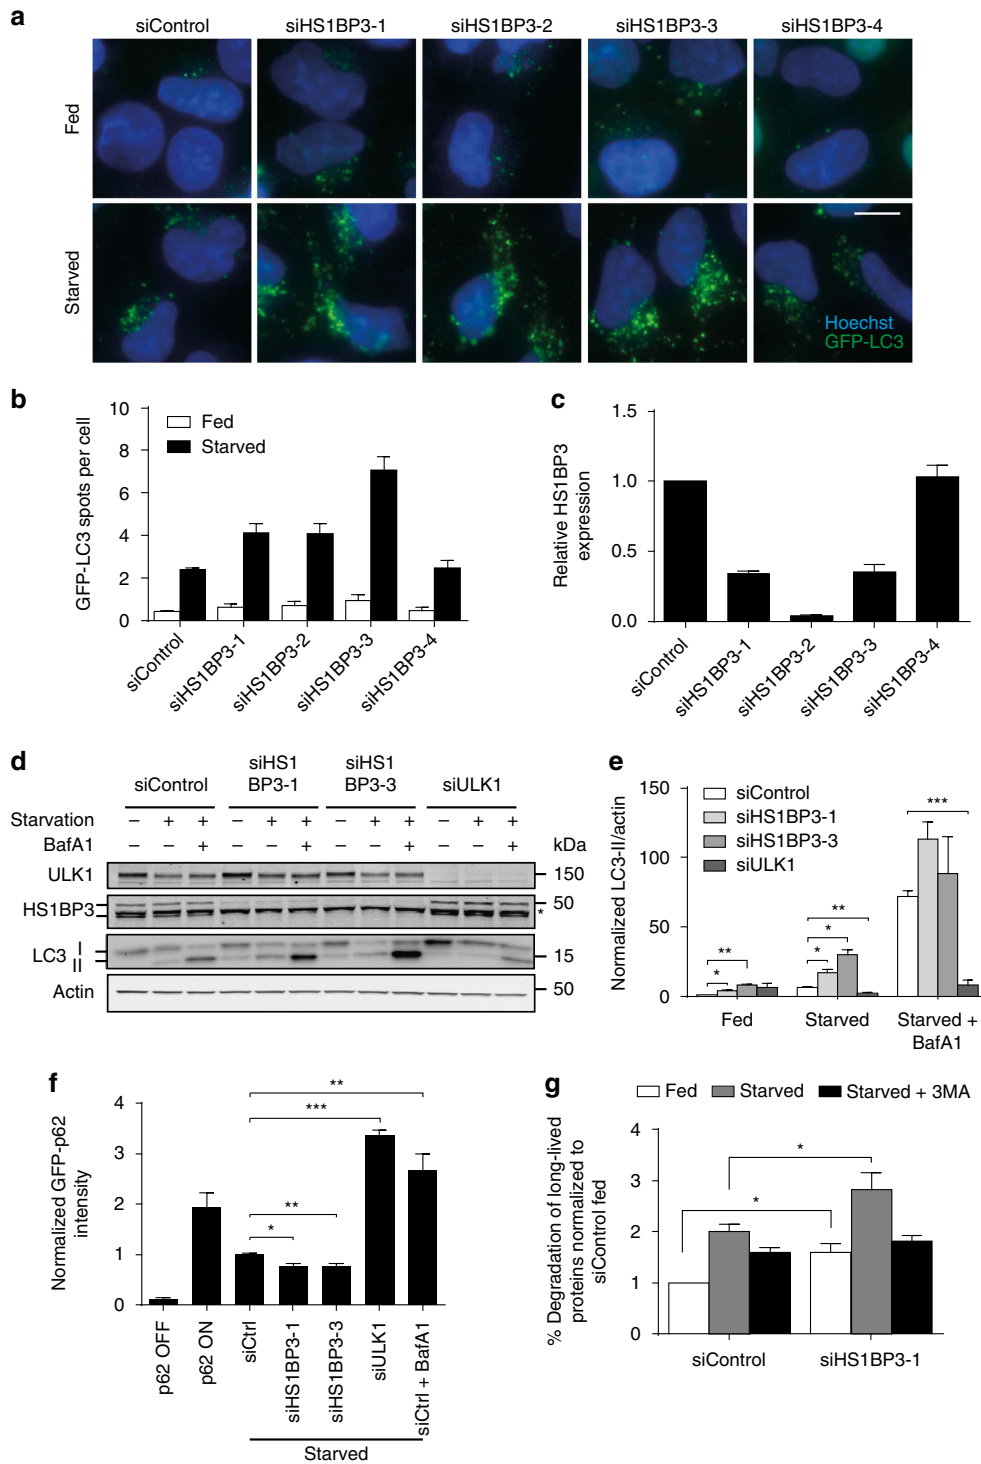 a
siControl siHS1BP3-1 siHS1BP3-2 siHS1BP3-3 siHS1BP3-4
Fed
Starved
Hoechst
GFP-LC3
b
GFP-LC3 spots per cell
10
8
6
4
2
0
Fed
Starved
siControl
siHS1BP3-1
siHS1BP3-2
siHS1BP3-3
siHS1BP3-4
c
Relative HS1BP3
expression
1.5
1.0
0.5
0.0
siControl
siHS1BP3-1
siHS1BP3-2
siHS1BP3-3
siHS1BP3-4
d
siControl
siHS1
BP3-1
siHS1
BP3-3
siULK1
Starvation – + + – + + – + + – + +
BafA1 – – + – – + – – + – – + kDa
ULK1 150
HS1BP3 50
*
LC3 I
II 15
Actin 50
e
Normalized LC3-II/actin
150
100
50
0
siControl
siHS1BP3-1
siHS1BP3-3
siULK1
***
**
*
*
**
*
Fed
Starved
Starved +
BafA1
f
Normalized GFP-p62
intensity
4
3
2
1
0
**
***
**
*
p62 OFF
p62 ON
siCtrl
siHS1BP3-1
siHS1BP3-3
siULK1
siCtrl + BafA1
Starved
g
Fed Starved Starved + 3MA
% Degradation of long-lived
proteins normalized to
siControl fed
4
3
2
1
0
*
*
siControl siHS1BP3-1